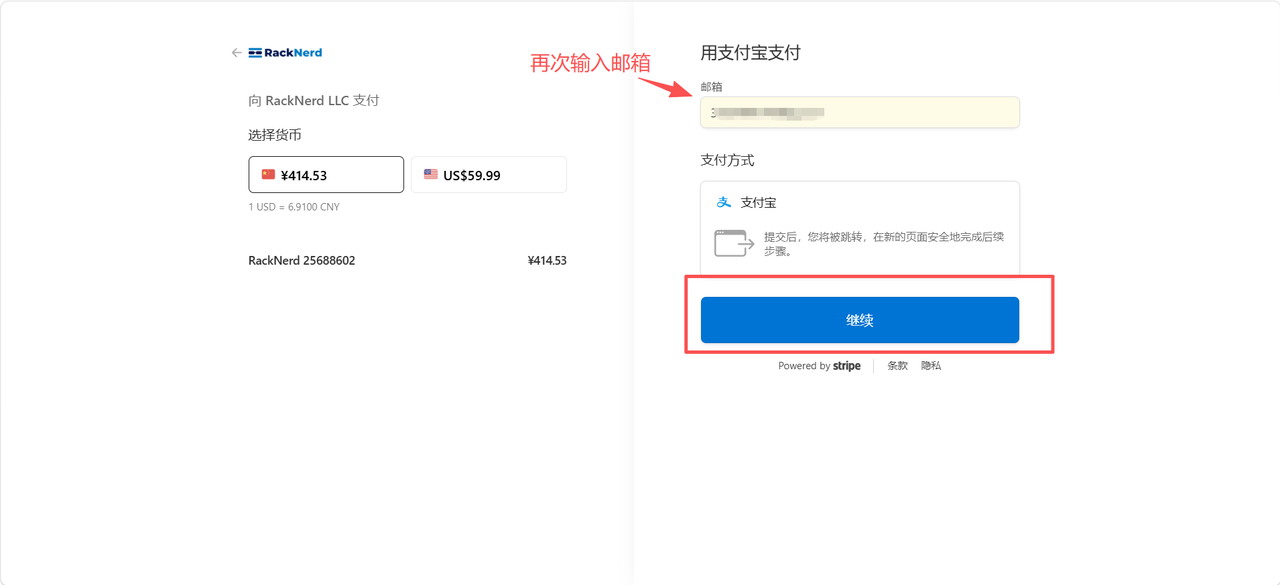 RackNerd
向 RackNerd LLC 支付
选择货币
¥414.53
US$59.99
1 USD = 6.9100 CNY
RackNerd 25688602
¥414.53
再次输入邮箱
用支付宝支付
邮箱
支付方式
支付宝
提交后，您将被跳转，在新的页面安全地完成后续
步骤。
继续
Powered by stripe
条款
隐私